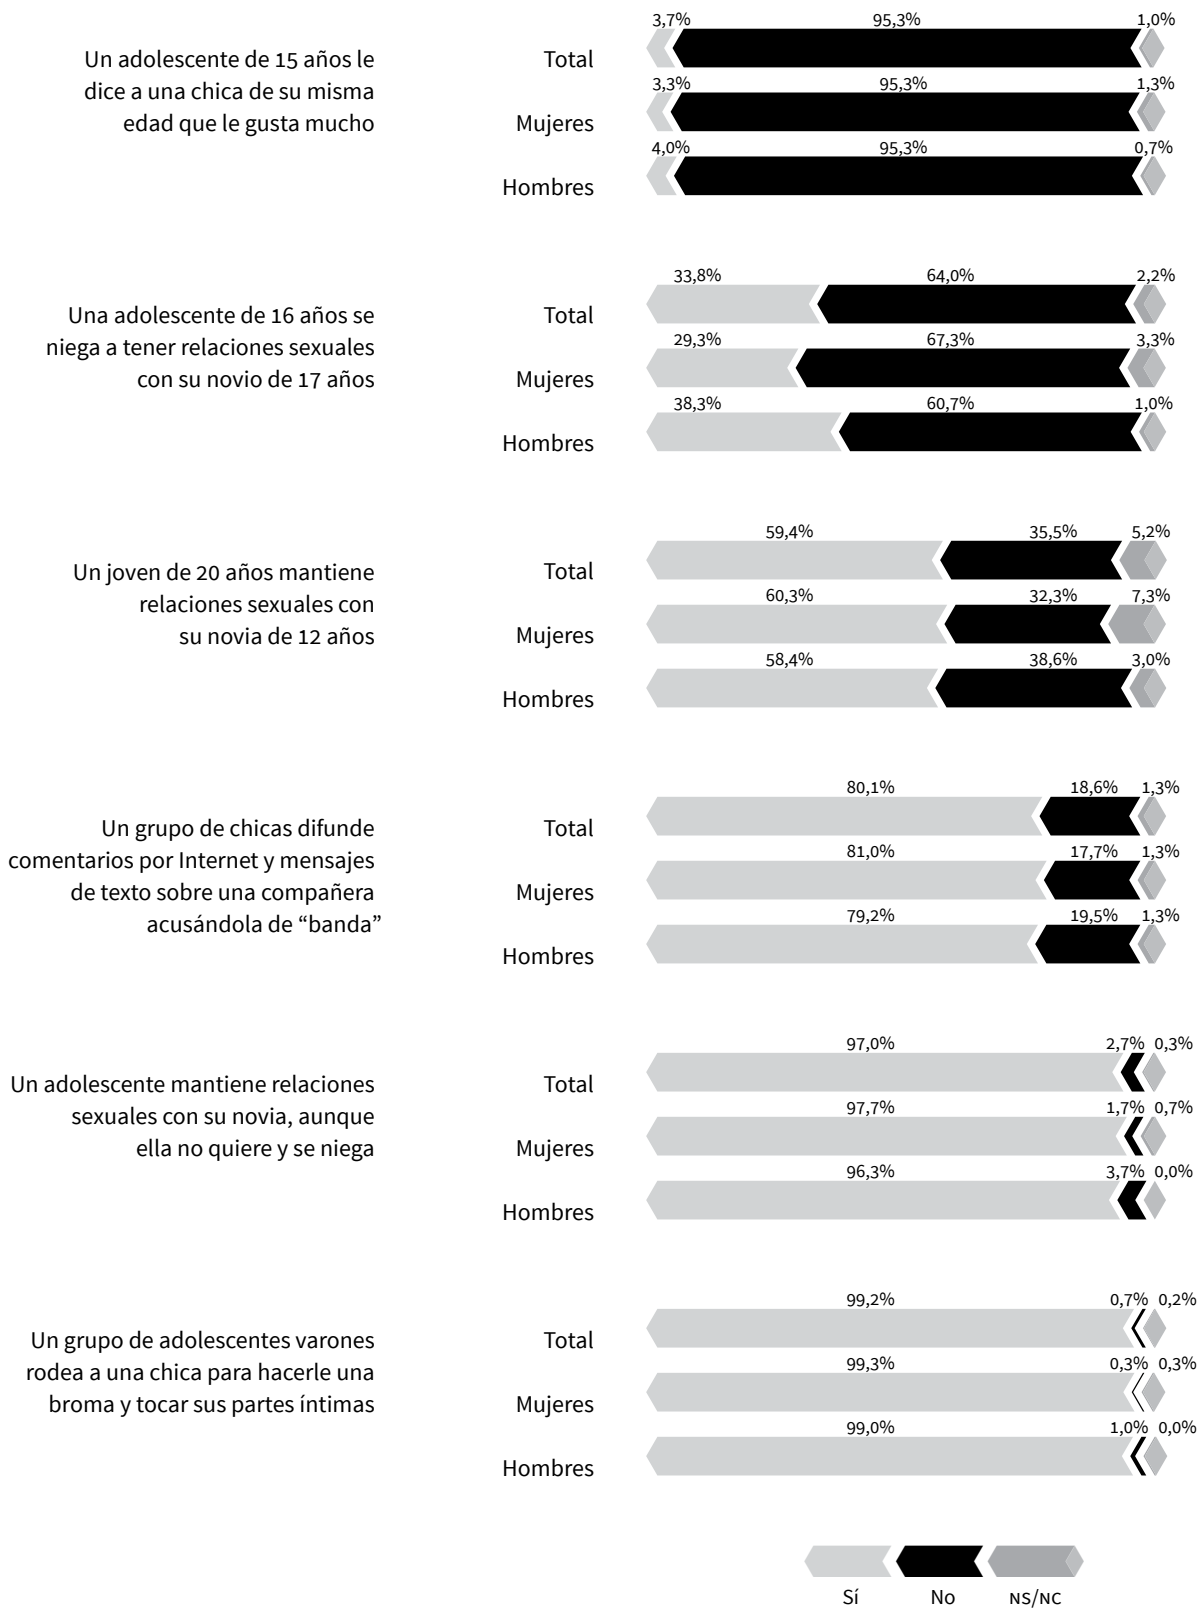 3,7% 95,3% 1,0%
Un adolescente de 15 años le
dice a una chica de su misma
edad que le gusta mucho
Total
3,3% 95,3% 1,3%
Mujeres
4,0% 95,3% 0,7%
Hombres
33,8% 64,0% 2,2%
Una adolescente de 16 años se
niega a tener relaciones sexuales
con su novio de 17 años
Total
29,3% 67,3% 3,3%
Mujeres
38,3% 60,7% 1,0%
Hombres
59,4% 35,5% 5,2%
Un joven de 20 años mantiene
relaciones sexuales con
su novia de 12 años
Total
60,3% 32,3% 7,3%
Mujeres
58,4% 38,6% 3,0%
Hombres
80,1% 18,6% 1,3%
Un grupo de chicas difunde
comentarios por Internet y mensajes
de texto sobre una compañera
acusándola de “banda”
Total
81,0% 17,7% 1,3%
Mujeres
79,2% 19,5% 1,3%
Hombres
97,0% 2,7% 0,3%
Un adolescente mantiene relaciones
sexuales con su novia, aunque
ella no quiere y se niega
Total
97,7% 1,7% 0,7%
Mujeres
96,3% 3,7% 0,0%
Hombres
99,2% 0,7% 0,2%
Un grupo de adolescentes varones
rodea a una chica para hacerle una
broma y tocar sus partes íntimas
Total
99,3% 0,3% 0,3%
Mujeres
99,0% 1,0% 0,0%
Hombres
Sí No NS/NC